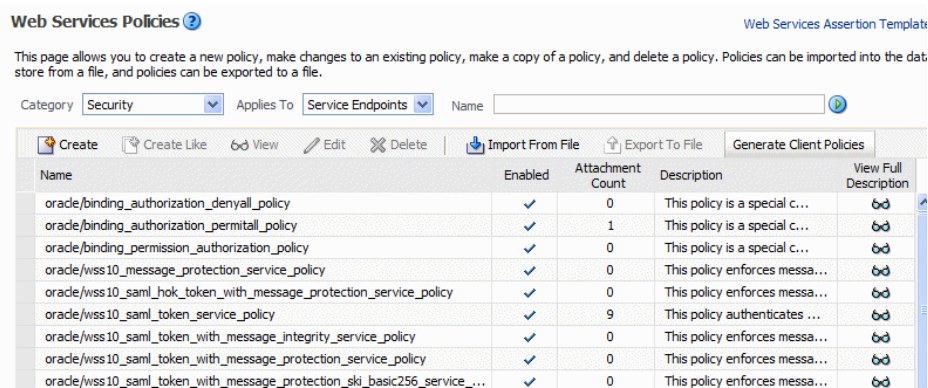 Web Services Policies ?
Web Services Assertion Template
This page allows you to create a new policy, make changes to an existing policy, make a copy of a policy, and delete a policy. Policies can be imported into the data
store from a file, and policies can be exported to a file.
Category Security Applies To Service Endpoints Name
Create Create Like View Edit Delete Import From File Export To File Generate Client Policies
Name Enabled Attachment Count Description View Full Description
oracle/binding_authorization_denyall_policy 0 This policy is a special c...
oracle/binding_authorization_permitall_policy 1 This policy is a special c...
oracle/binding_permission_authorization_policy 0 This policy is a special c...
oracle/wss10_message_protection_service_policy 0 This policy enforces messa...
oracle/wss10_saml_hok_token_with_message_protection_service_policy 0 This policy enforces messa...
oracle/wss10_saml_token_service_policy 9 This policy authenticates ...
oracle/wss10_saml_token_with_message_integrity_service_policy 0 This policy enforces messa...
oracle/wss10_saml_token_with_message_protection_service_policy 0 This policy enforces messa...
oracle/wss10_saml_token_with_message_protection_ski_basic256_service_... 0 This policy enforces messa...